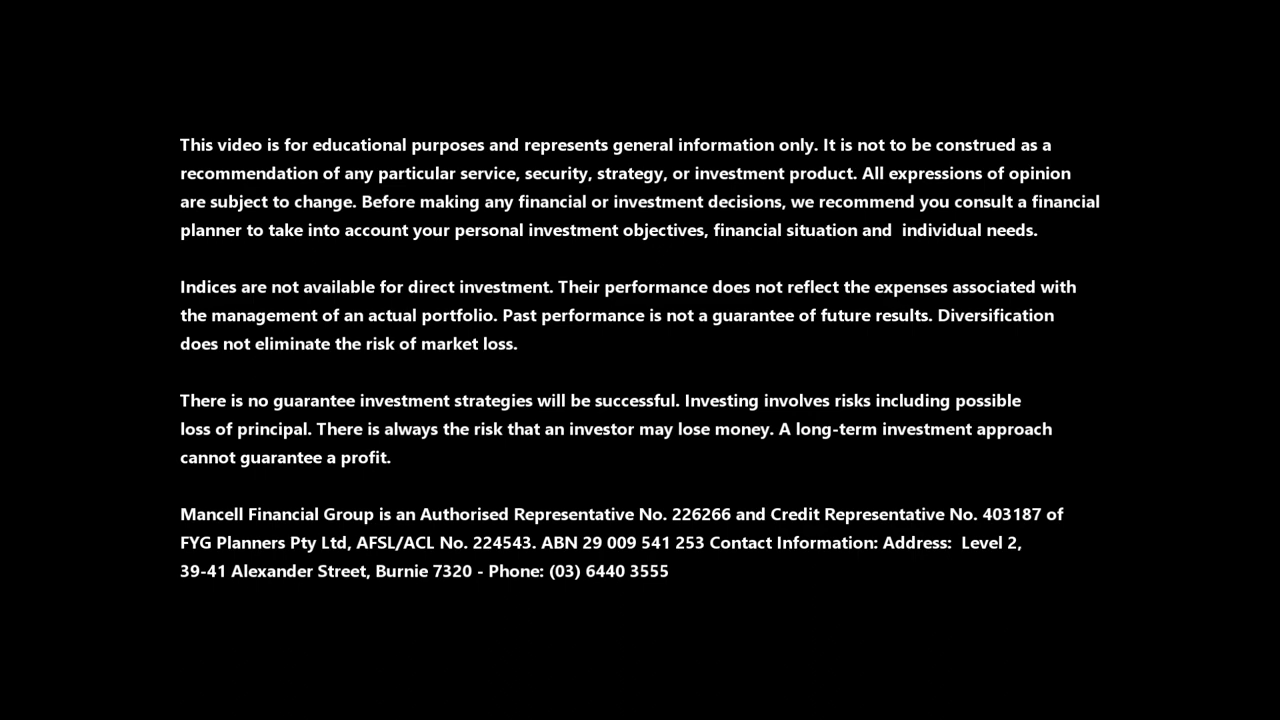 This video is for educational purposes and represents general information only. It is not to be construed as a
recommendation of any particular service, security, strategy, or investment product. All expressions of opinion
are subject to change. Before making any financial or investment decisions, we recommend you consult a financial
planner to take into account your personal investment objectives, financial situation and  individual needs.
Indices are not available for direct investment. Their performance does not reflect the expenses associated with
the management of an actual portfolio. Past performance is not a guarantee of future results. Diversification
does not eliminate the risk of market loss.
There is no guarantee investment strategies will be successful. Investing involves risks including possible
loss of principal. There is always the risk that an investor may lose money. A long-term investment approach
cannot guarantee a profit.
Mancell Financial Group is an Authorised Representative No. 226266 and Credit Representative No. 403187 of
FYG Planners Pty Ltd, AFSL/ACL No. 224543. ABN 29 009 541 253 Contact Information: Address:  Level 2,
39-41 Alexander Street, Burnie 7320 - Phone: (03) 6440 3555